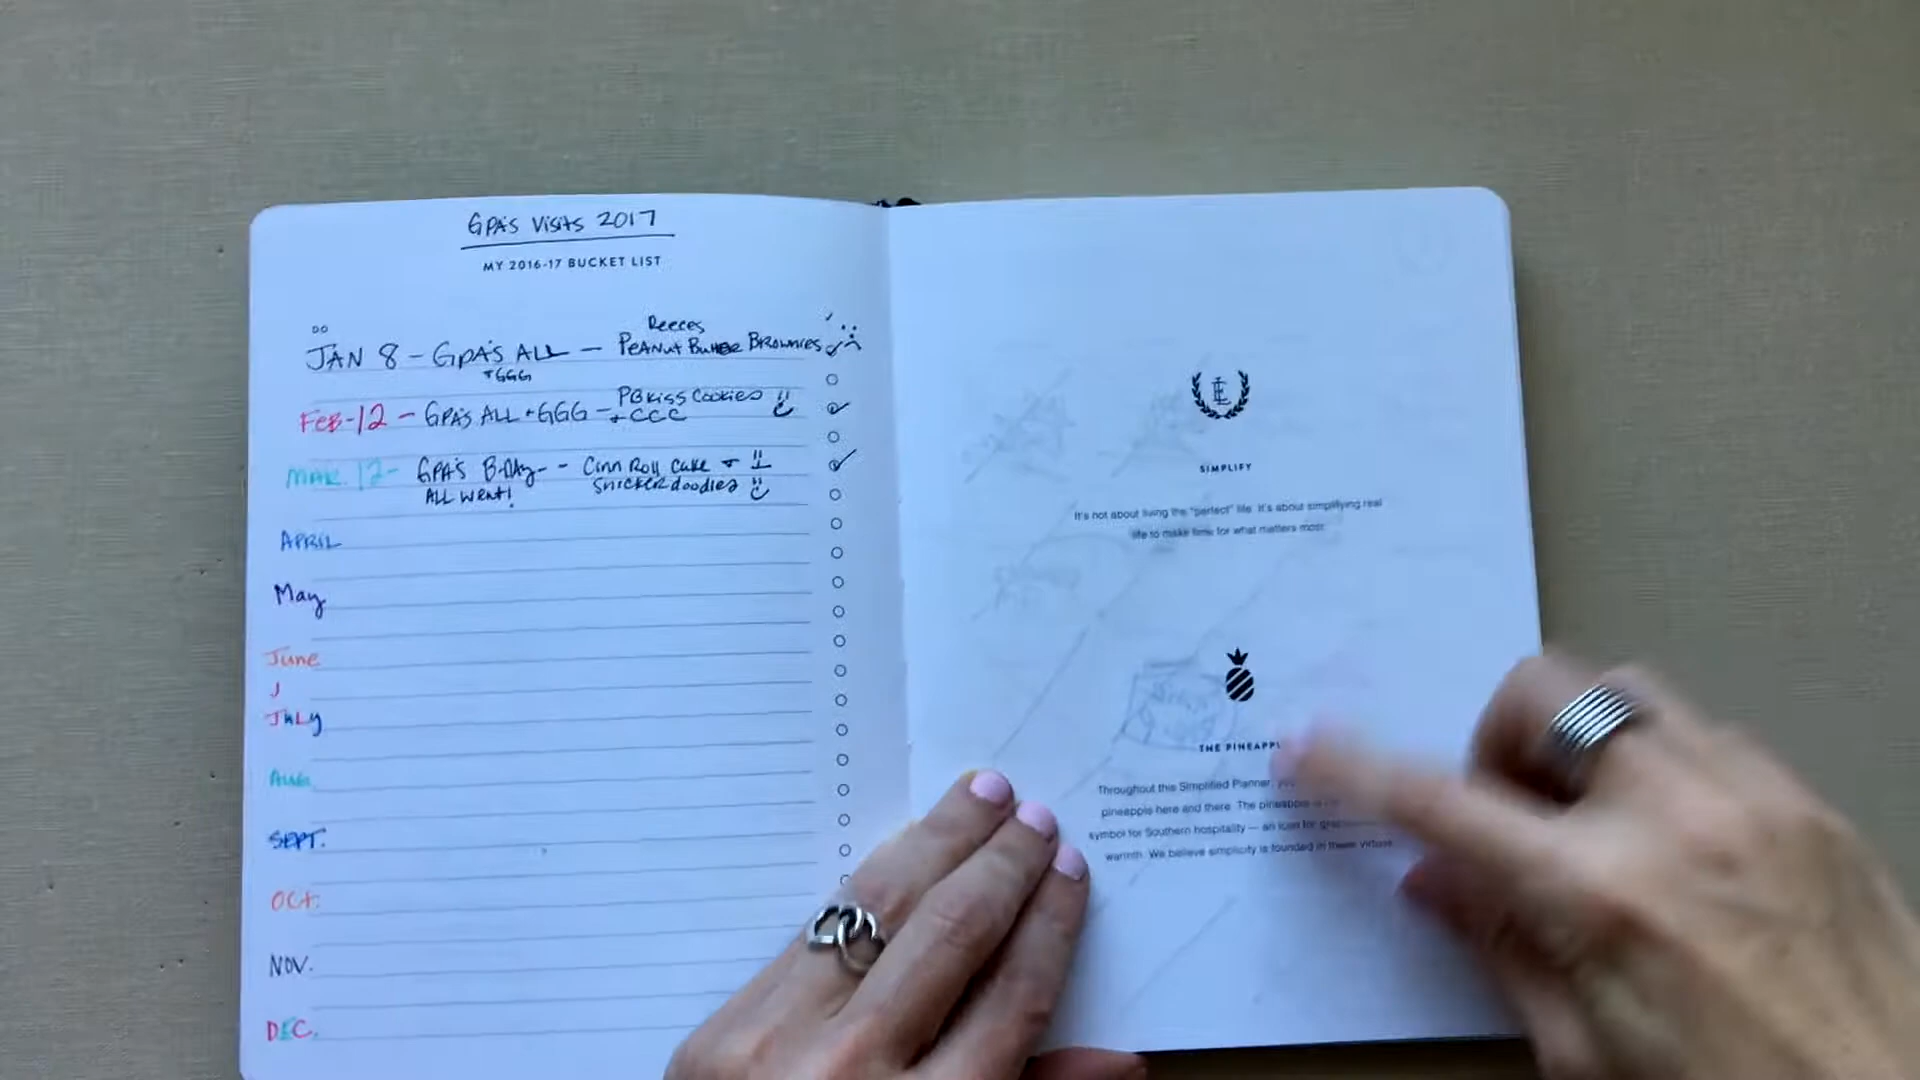 GPA'S VISITS 2017
MY 2016-17 BUCKET LIST
DO
Reeces
JAN 8 - GPA'S ALL - PEANUT BUTTER BROWNIES
+GGG
PB KISS COOKIES
FEB-12 - GPA'S ALL + GGG - + CCC
MAR. 12- GPA'S B-DAY- - CINN ROLL CAKE +
ALL WENT! SNICKERDOODLES
APRIL
May
June
J
JULY
AUG.
SEPT.
OCT.
NOV.
DEC.
SIMPLIFY
It's not about living the "perfect" life. It's about simplifying real
life to make time for what matters most.
THE PINEAPPL
Throughout this Simplified Planner,
pineapple here and there. The pineapple is
symbol for Southern hospitality — an icon for
warmth. We believe simplicity is founded in these virtues.